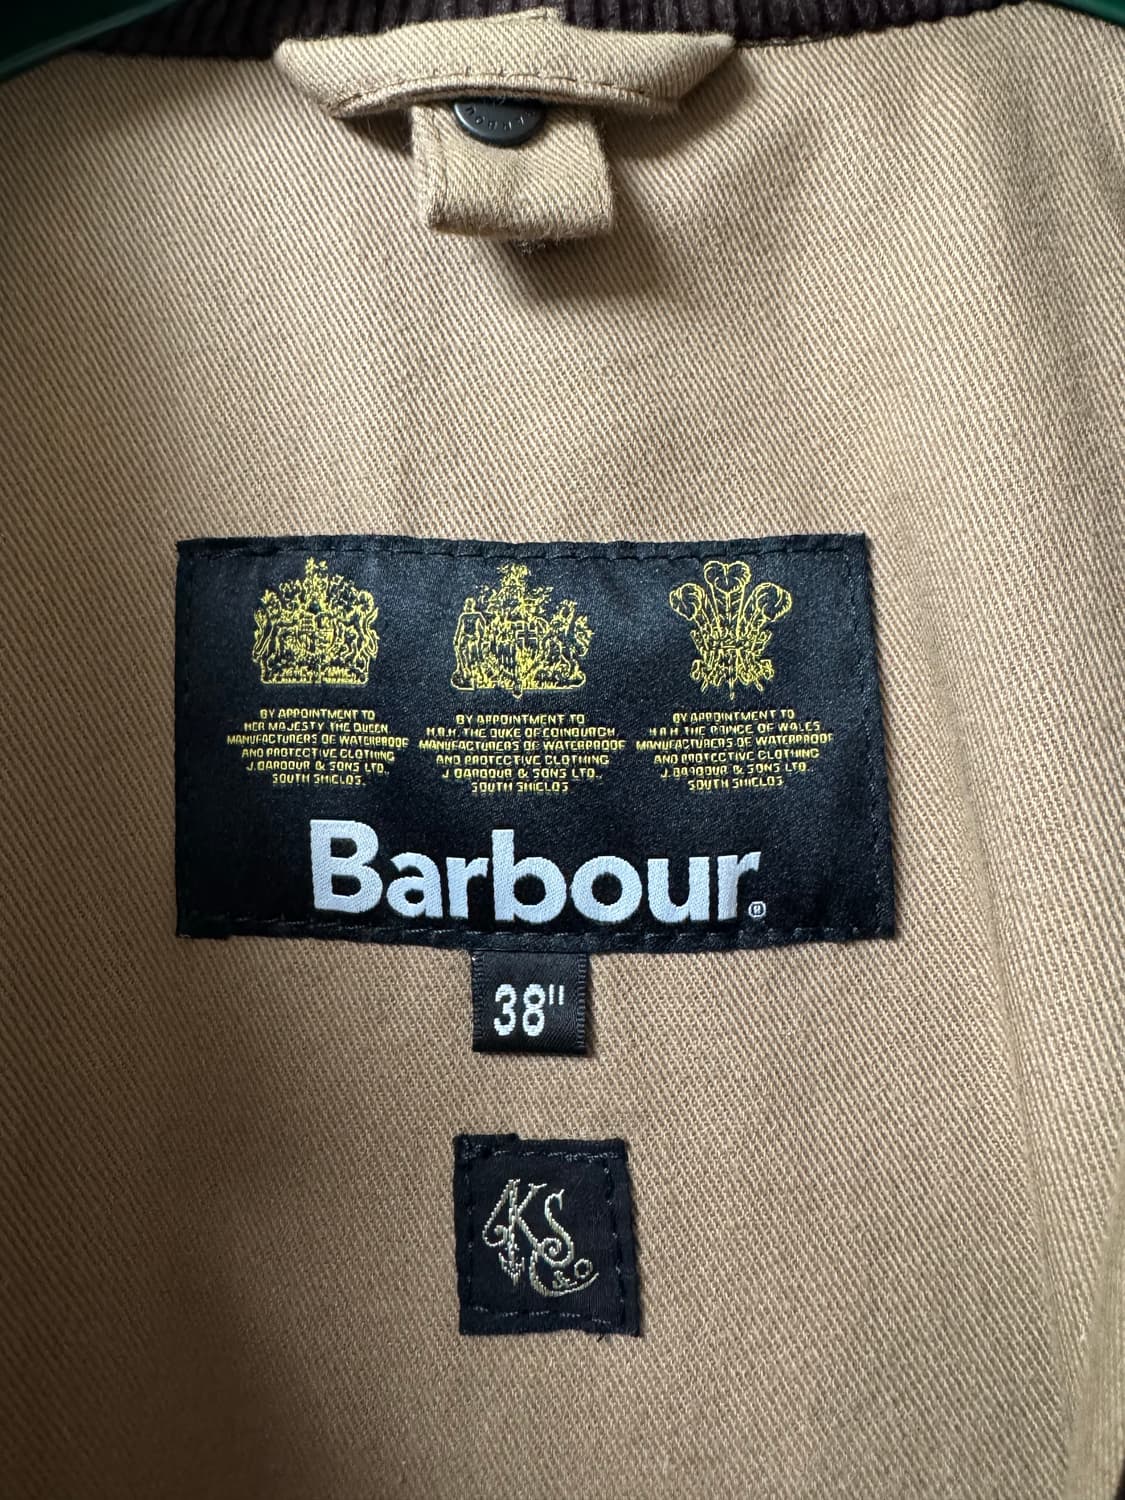 BY APPOINTMENT TO
HER MAJESTY THE QUEEN
MANUFACTURERS OF WATERPROOF
AND PROTECTIVE CLOTHING
J. BARBOUR & SONS LTD.,
SOUTH SHIELDS.
BY APPOINTMENT TO
H.R.H. THE DUKE OF EDINBURGH
MANUFACTURERS OF WATERPROOF
AND PROTECTIVE CLOTHING
J. BARBOUR & SONS LTD.,
SOUTH SHIELDS
BY APPOINTMENT TO
H.R.H. THE PRINCE OF WALES
MANUFACTURERS OF WATERPROOF
AND PROTECTIVE CLOTHING
J. BARBOUR & SONS LTD.
SOUTH SHIELDS
Barbour®
38"